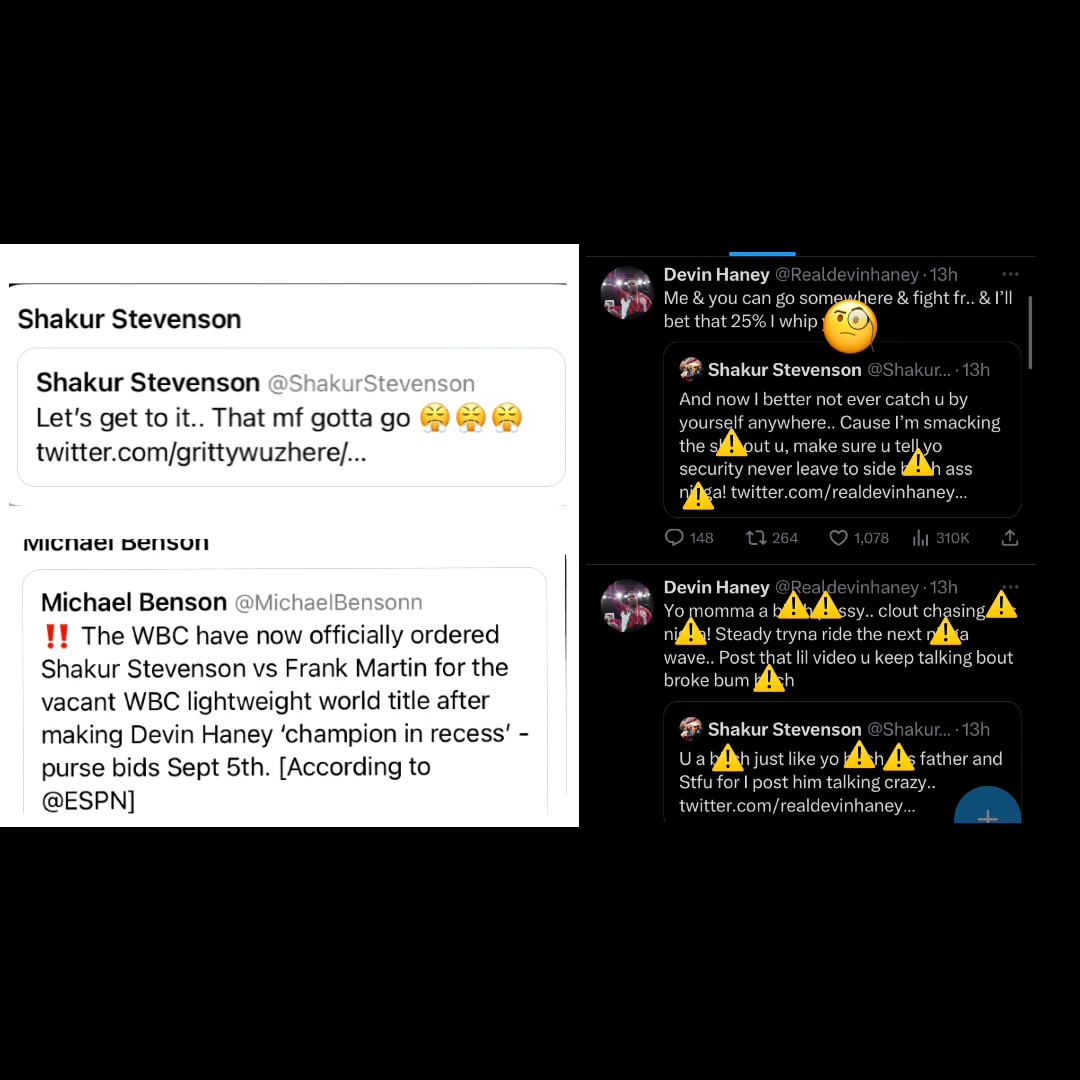 Shakur Stevenson
Shakur Stevenson @ShakurStevenson
Let's get to it.. That mf gotta go 😤😤😤
twitter.com/grittywuzhere/...
Michael Benson
Michael Benson @MichaelBensonn
‼️ The WBC have now officially ordered
Shakur Stevenson vs Frank Martin for the
vacant WBC lightweight world title after
making Devin Haney 'champion in recess' -
purse bids Sept 5th. [According to
@ESPN]
Devin Haney @Realdevinhaney · 13h
Me & you can go somewhere & fight fr.. & I'll
bet that 25% I whip
Shakur Stevenson @Shakur... · 13h
And now I better not ever catch u by
yourself anywhere.. Cause I'm smacking
the out u, make sure u tell yo
security never leave to side ass
twitter.com/realdevinhaney...
148 264 1,078 310K
Devin Haney @Realdevinhaney · 13h
Yo momma a clout chasing
Steady tryna ride the next
wave.. Post that lil video u keep talking bout
broke bum
Shakur Stevenson @Shakur... · 13h
U a just like yo father and
Stfu for I post him talking crazy..
twitter.com/realdevinhaney...